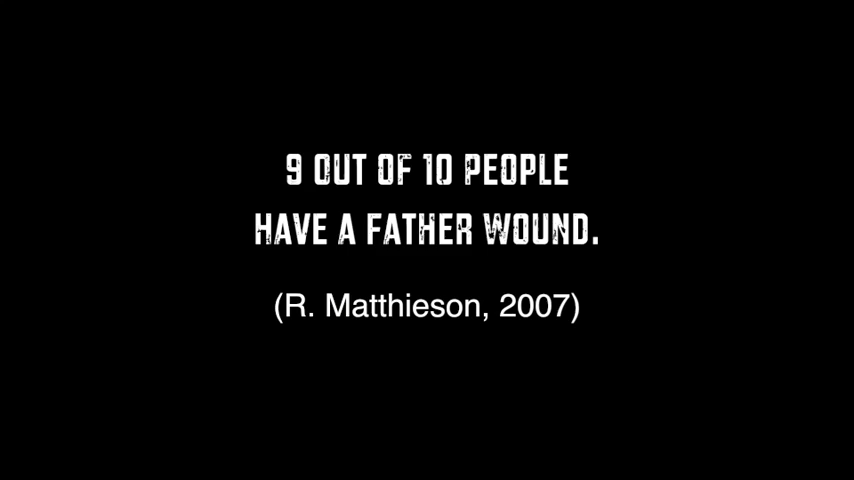 9 OUT OF 10 PEOPLE
HAVE A FATHER WOUND.
(R. Matthieson, 2007)